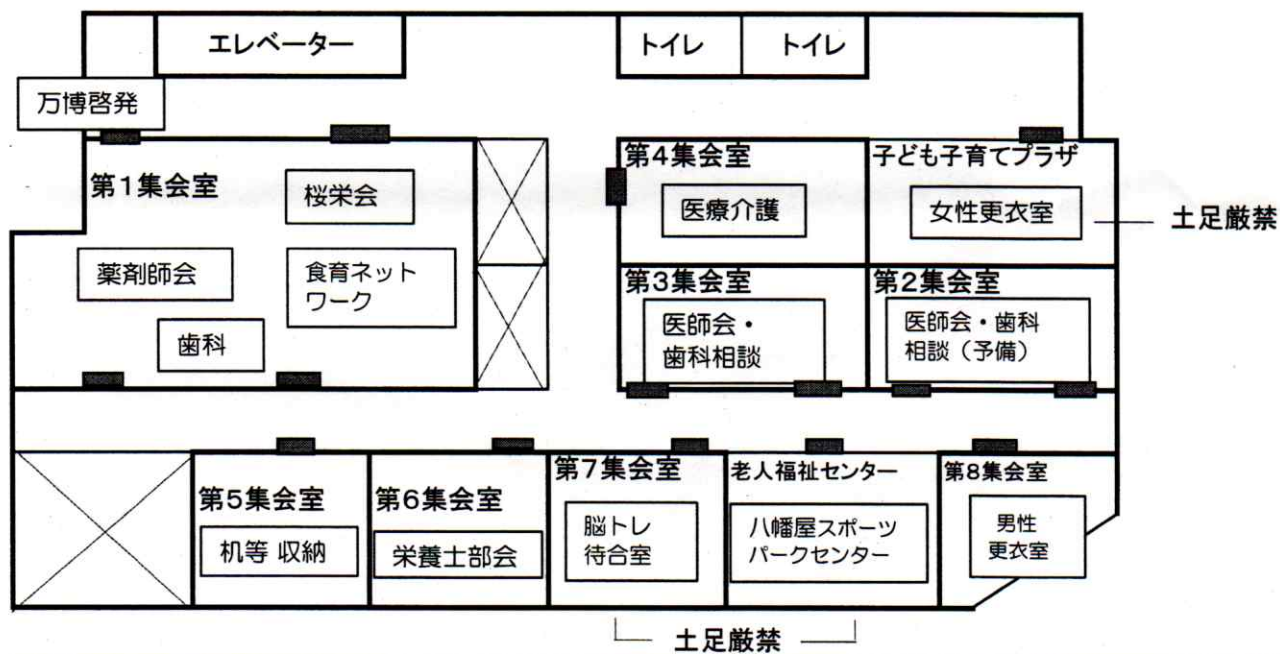 エレベーター
トイレ
トイレ
万博啓発
第1集会室
桜栄会
薬剤師会
食育ネット
ワーク
歯科
第4集会室
医療介護
子ども子育てプラザ
女性更衣室
土足厳禁
第3集会室
医師会・
歯科相談
第2集会室
医師会・歯科
相談（予備）
第5集会室
机等 収納
第6集会室
栄養士部会
第7集会室
脳トレ
待合室
老人福祉センター
八幡屋スポーツ
パークセンター
第8集会室
男性
更衣室
土足厳禁